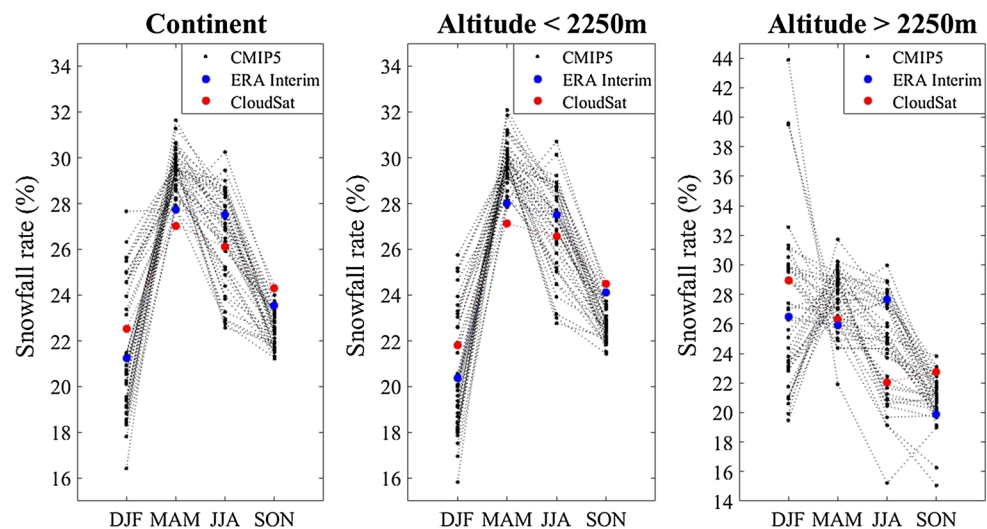 Continent
Snowfall rate (%)
34
32
30
28
26
24
22
20
18
16
CMIP5
ERA Interim
CloudSat
DJF MAM JJA SON
Altitude < 2250m
Snowfall rate (%)
34
32
30
28
26
24
22
20
18
16
CMIP5
ERA Interim
CloudSat
DJF MAM JJA SON
Altitude > 2250m
Snowfall rate (%)
44
42
40
38
36
34
32
30
28
26
24
22
20
18
16
14
CMIP5
ERA Interim
CloudSat
DJF MAM JJA SON